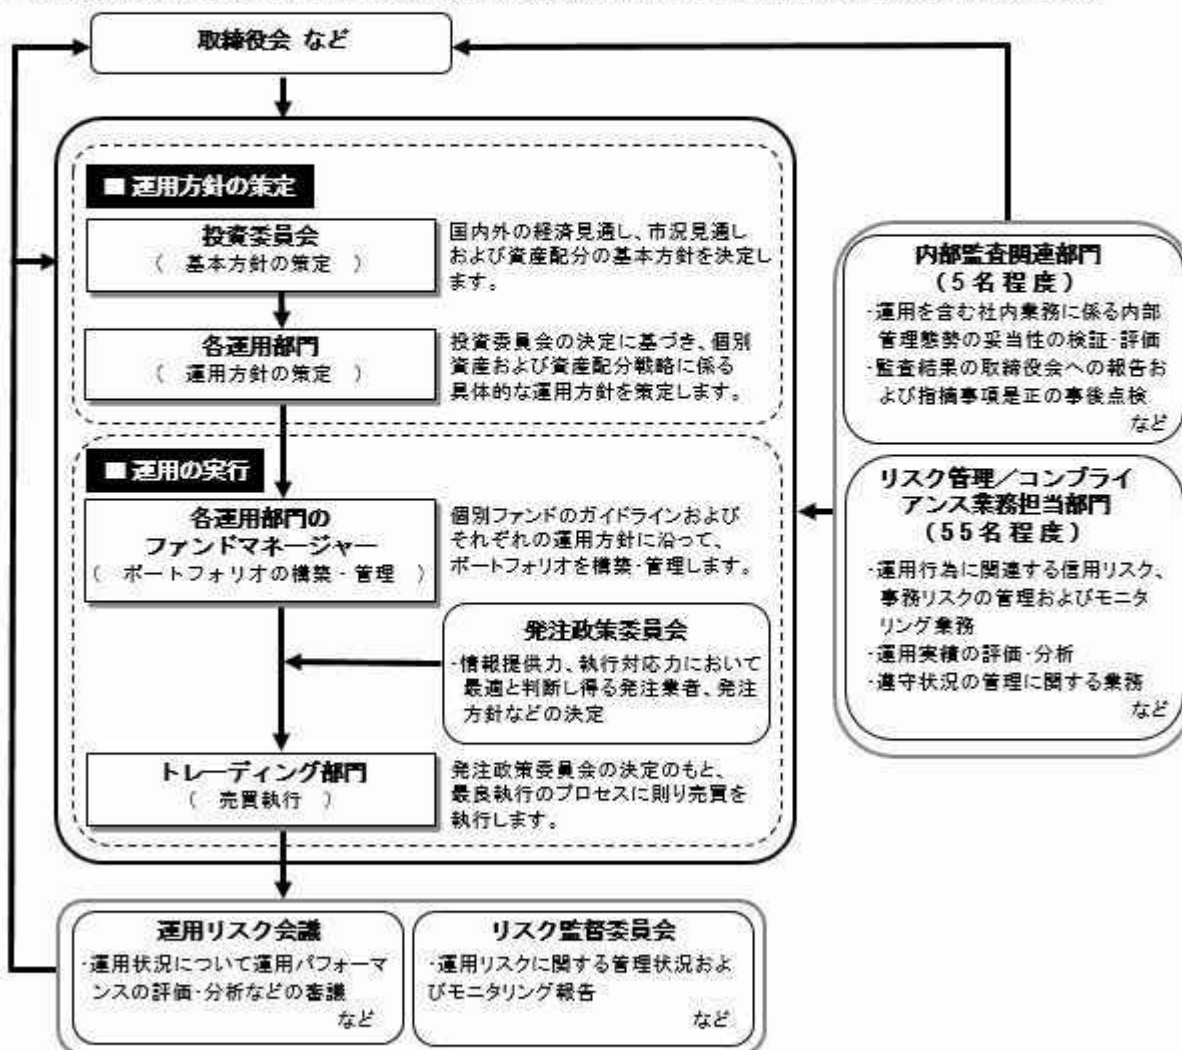 取締役会 など
■ 運用方針の策定
投資委員会
（ 基本方針の策定 ）
国内外の経済見通し、市況見通し
および資産配分の基本方針を決定し
ます。
各運用部門
（ 運用方針の策定 ）
投資委員会の決定に基づき、個別
資産および資産配分戦略に係る
具体的な運用方針を策定します。
■ 運用の実行
各運用部門の
ファンドマネージャー
（ ポートフォリオの構築・管理 ）
個別ファンドのガイドラインおよび
それぞれの運用方針に沿って、
ポートフォリオを構築・管理します。
発注政策委員会
・情報提供力、執行対応力において
最適と判断し得る発注業者、発注
方針などの決定
トレーディング部門
（ 売買執行 ）
発注政策委員会の決定のもと、
最良執行のプロセスに則り売買を
執行します。
内部監査関連部門
（5名程度）
・運用を含む社内業務に係る内部
管理態勢の妥当性の検証・評価
・監査結果の取締役会への報告お
よび指摘事項是正の事後点検
など
リスク管理／コンプライ
アンス業務担当部門
（55名程度）
・運用行為に関連する信用リスク、
事務リスクの管理およびモニタ
リング業務
・運用実績の評価・分析
・遵守状況の管理に関する業務
など
運用リスク会議
・運用状況について運用パフォーマ
ンスの評価・分析などの審議
など
リスク監督委員会
・運用リスクに関する管理状況およ
びモニタリング報告
など